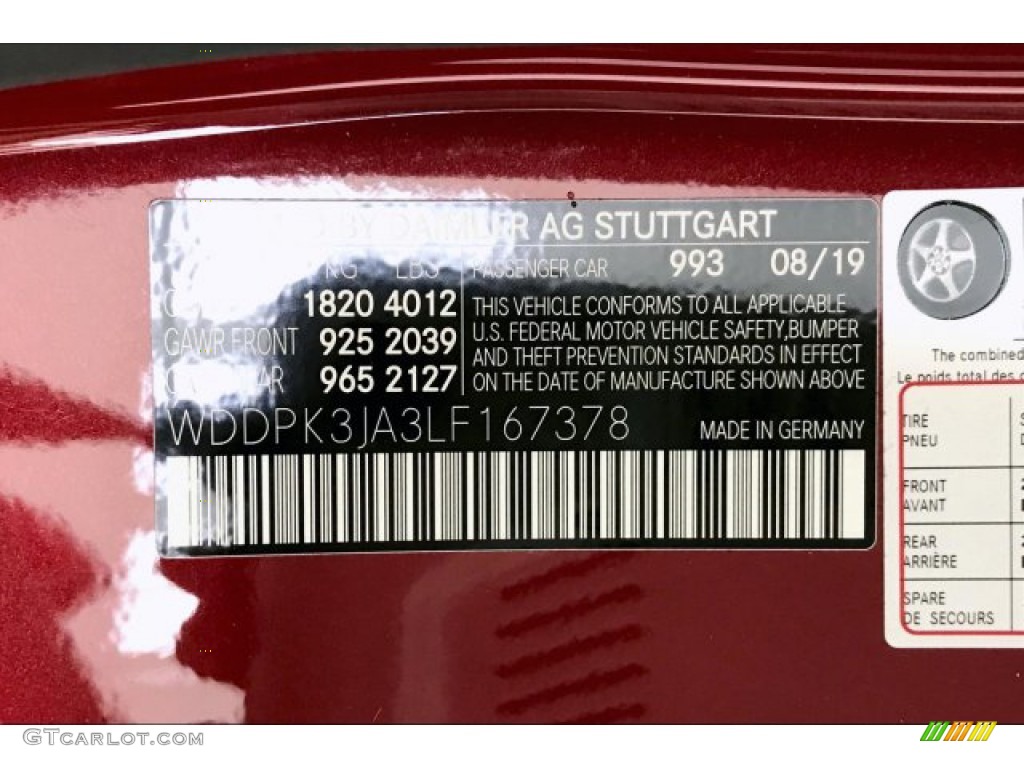 BY DAIMLER AG STUTTGART
KG LBS PASSENGER CAR 993 08/19
1820 4012 THIS VEHICLE CONFORMS TO ALL APPLICABLE
GAWR FRONT 925 2039 U.S. FEDERAL MOTOR VEHICLE SAFETY,BUMPER
AND THEFT PREVENTION STANDARDS IN EFFECT
965 2127 ON THE DATE OF MANUFACTURE SHOWN ABOVE
WDDPK3JA3LF167378 MADE IN GERMANY
The combined
Le poids total des
TIRE
PNEU
FRONT
AVANT
REAR
ARRIÈRE
SPARE
DE SECOURS
GTCARLOT.COM